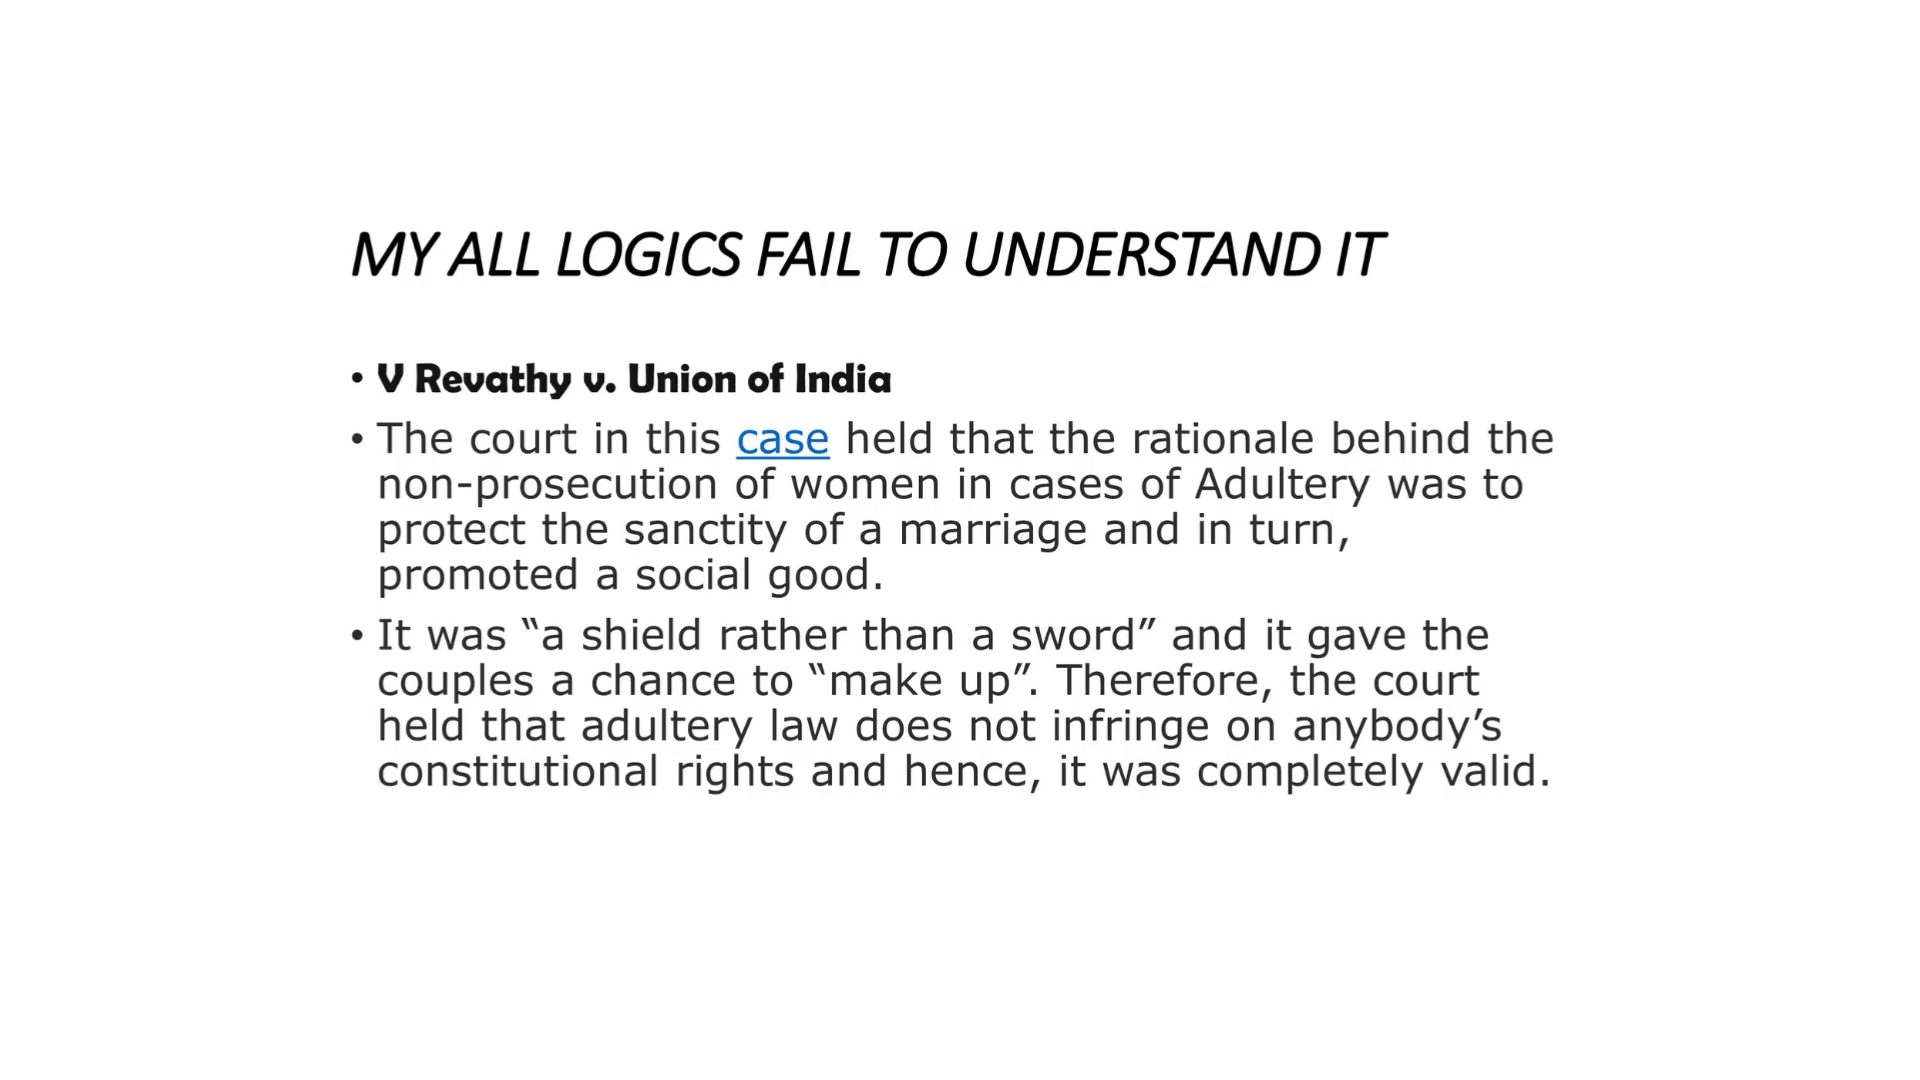 MY ALL LOGICS FAIL TO UNDERSTAND IT
• V Revathy v. Union of India
• The court in this case held that the rationale behind the
non-prosecution of women in cases of Adultery was to
protect the sanctity of a marriage and in turn,
promoted a social good.
• It was “a shield rather than a sword” and it gave the
couples a chance to “make up”. Therefore, the court
held that adultery law does not infringe on anybody’s
constitutional rights and hence, it was completely valid.